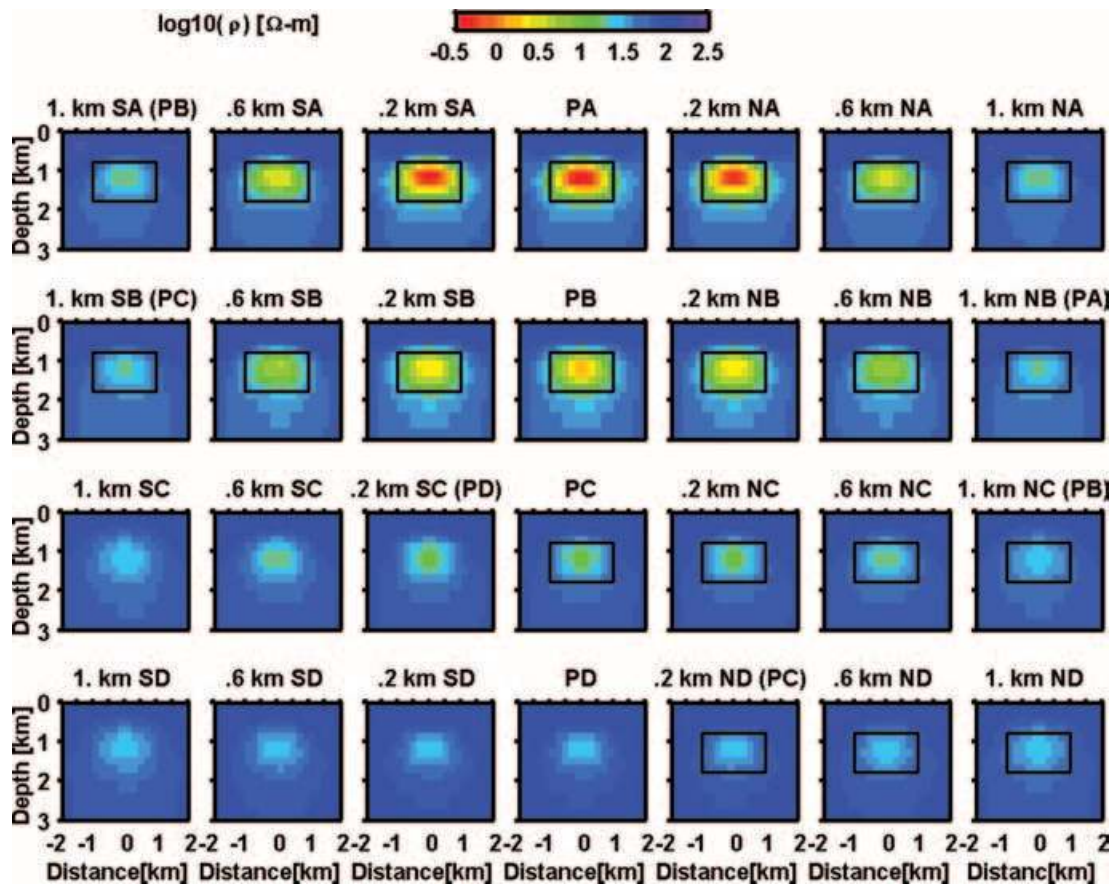 log10( ρ) [Ω-m]
-0.5 0 0.5 1 1.5 2 2.5
1. km SA (PB) .6 km SA .2 km SA PA .2 km NA .6 km NA 1. km NA
Depth [km]
0
1
2
3
1. km SB (PC) .6 km SB .2 km SB PB .2 km NB .6 km NB 1. km NB (PA)
Depth [km]
0
1
2
3
1. km SC .6 km SC .2 km SC (PD) PC .2 km NC .6 km NC 1. km NC (PB)
Depth [km]
0
1
2
3
1. km SD .6 km SD .2 km SD PD .2 km ND (PC) .6 km ND 1. km ND
Depth [km]
0
1
2
3
-2 -1 0 1 2-2 -1 0 1 2-2 -1 0 1 2-2 -1 0 1 2-2 -1 0 1 2-2 -1 0 1 2-2 -1 0 1 2
Distance[km] Distance[km] Distance[km] Distance[km] Distance[km] Distance[km] Distanc[km]